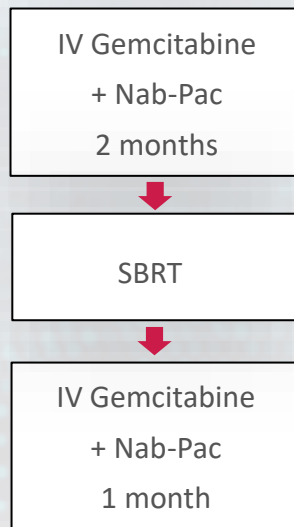 IV Gemcitabine
+ Nab-Pac
2 months
SBRT
IV Gemcitabine
+ Nab-Pac
1 month